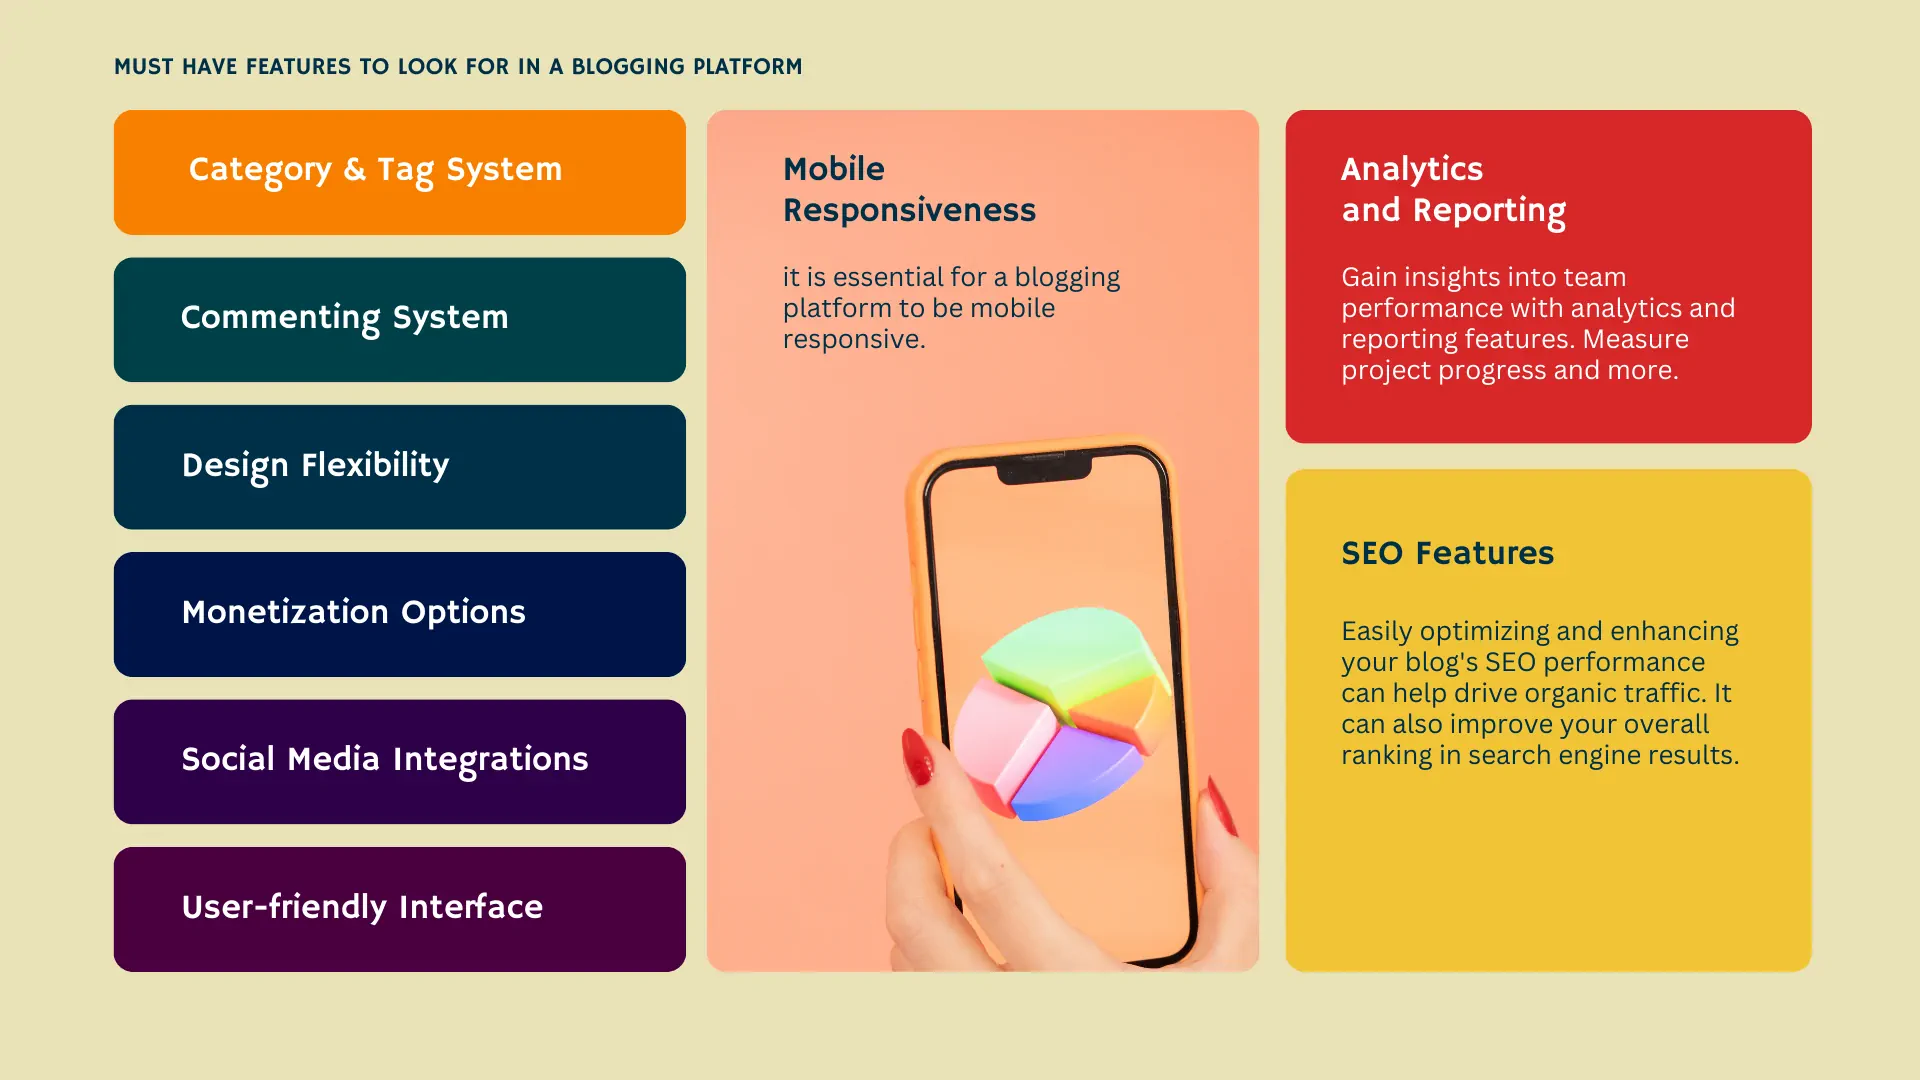 MUST HAVE FEATURES TO LOOK FOR IN A BLOGGING PLATFORM
Category & Tag System
Commenting System
Design Flexibility
Monetization Options
Social Media Integrations
User-friendly Interface
Mobile
Responsiveness
it is essential for a blogging
platform to be mobile
responsive.
Analytics
and Reporting
Gain insights into team
performance with analytics and
reporting features. Measure
project progress and more.
SEO Features
Easily optimizing and enhancing
your blog's SEO performance
can help drive organic traffic. It
can also improve your overall
ranking in search engine results.